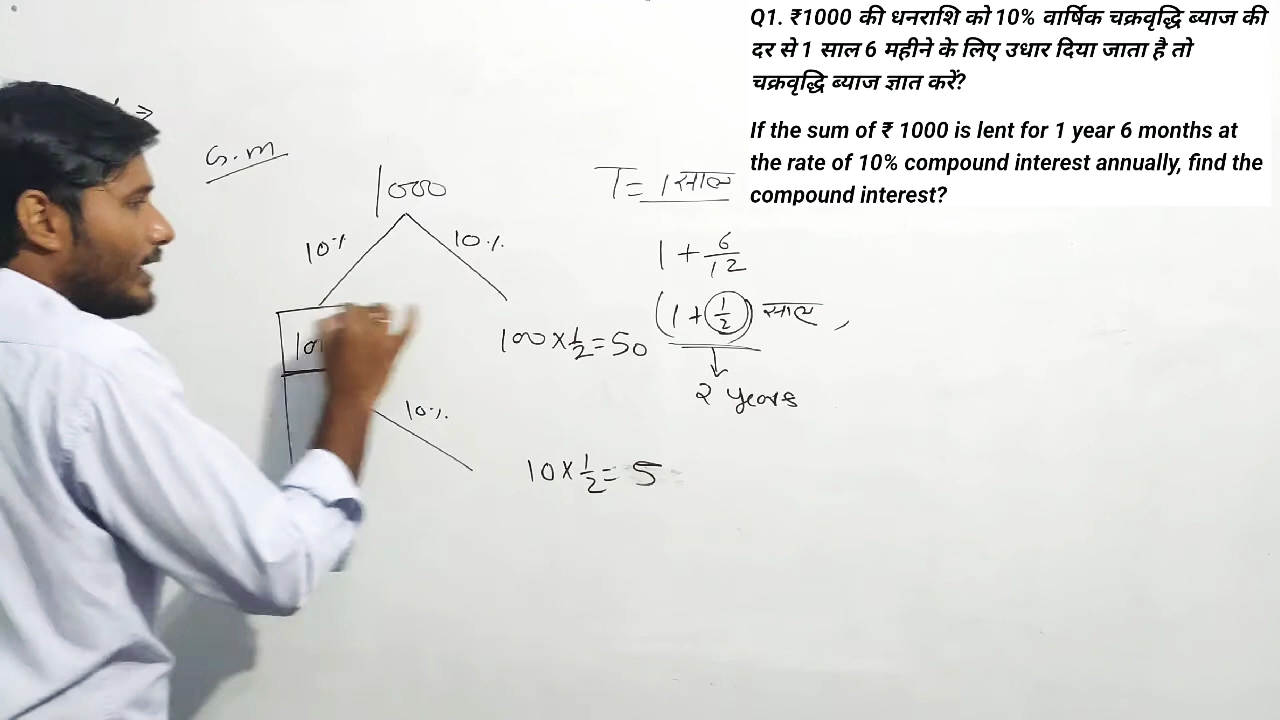 Q1. ₹1000 की धनराशि को 10% वार्षिक चक्रवृद्धि ब्याज की
दर से 1 साल 6 महीने के लिए उधार दिया जाता है तो
चक्रवृद्धि ब्याज ज्ञात करें?
If the sum of ₹ 1000 is lent for 1 year 6 months at
the rate of 10% compound interest annually, find the
compound interest?
G.M
1000
T= 1 साल
10% 10%
1 + 6/12
(1 + 1/2) साल ,
100 × 1/2 = 50
2 years
10%
10 × 1/2 = 5